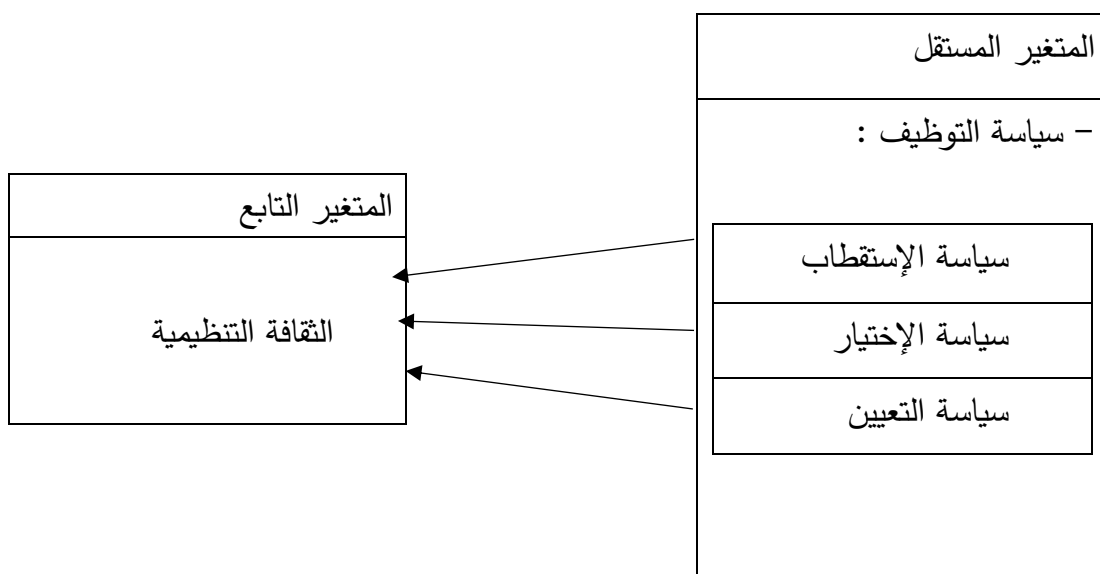 المتغير المستقل
– سياسة التوظيف :
سياسة الإستقطاب
سياسة الإختيار
سياسة التعيين
المتغير التابع
الثقافة التنظيمية